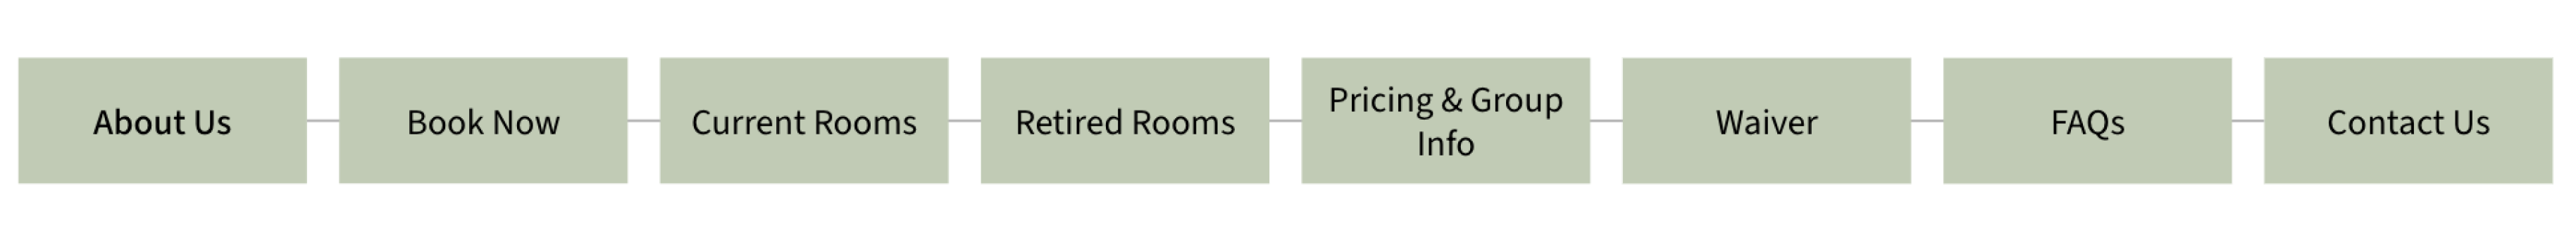 About Us
Book Now
Current Rooms
Retired Rooms
Pricing & Group
Info
Waiver
FAQs
Contact Us